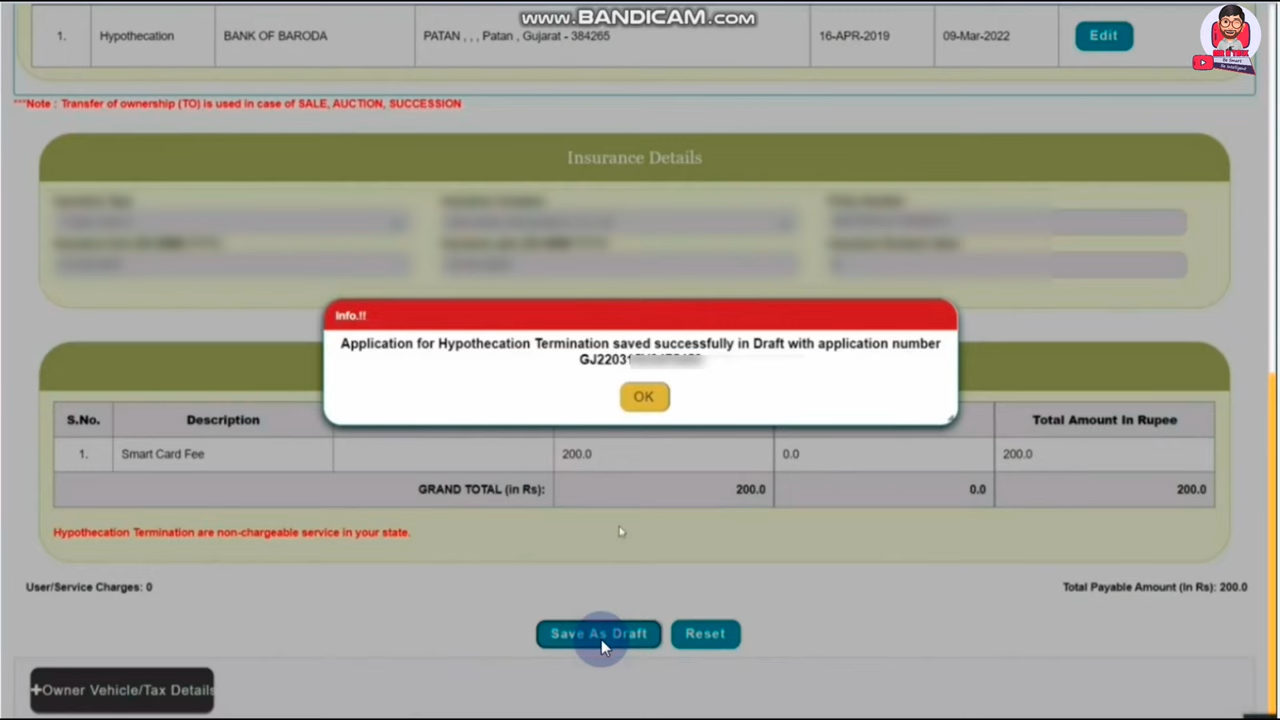 www.BANDICAM.com
1. Hypothecation BANK OF BARODA PATAN , , , Patan , Gujarat - 384265 16-APR-2019 09-Mar-2022 Edit
***Note : Transfer of ownership (TO) is used in case of SALE, AUCTION, SUCCESSION
Insurance Details
Info.!!
Application for Hypothecation Termination saved successfully in Draft with application number
OK
S.No. Description Total Amount In Rupee
1. Smart Card Fee 200.0 0.0 200.0
GRAND TOTAL (in Rs): 200.0 0.0 200.0
Hypothecation Termination are non-chargeable service in your state.
User/Service Charges: 0 Total Payable Amount (In Rs): 200.0
Save As Draft Reset
+Owner Vehicle/Tax Details